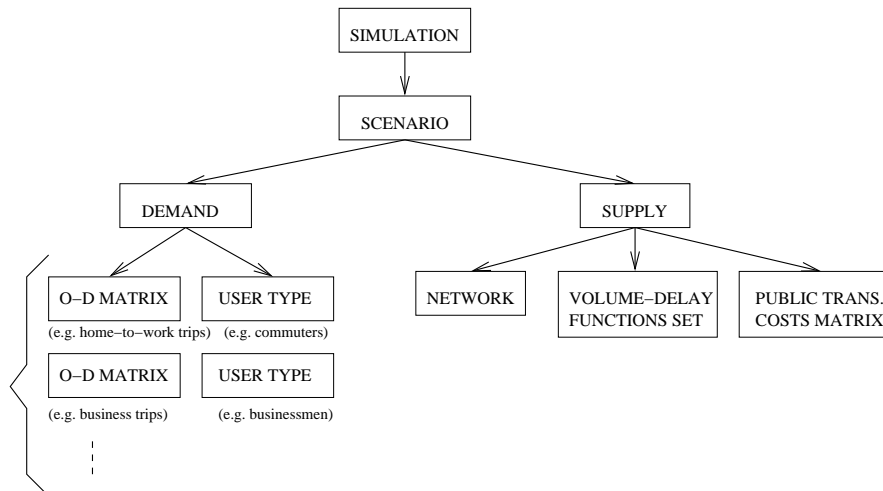 SIMULATION
SCENARIO
DEMAND
SUPPLY
O−D MATRIX
USER TYPE
NETWORK
VOLUME−DELAY
FUNCTIONS SET
PUBLIC TRANS.
COSTS MATRIX
(e.g. home−to−work trips)
(e.g. commuters)
O−D MATRIX
USER TYPE
(e.g. business trips)
(e.g. businessmen)